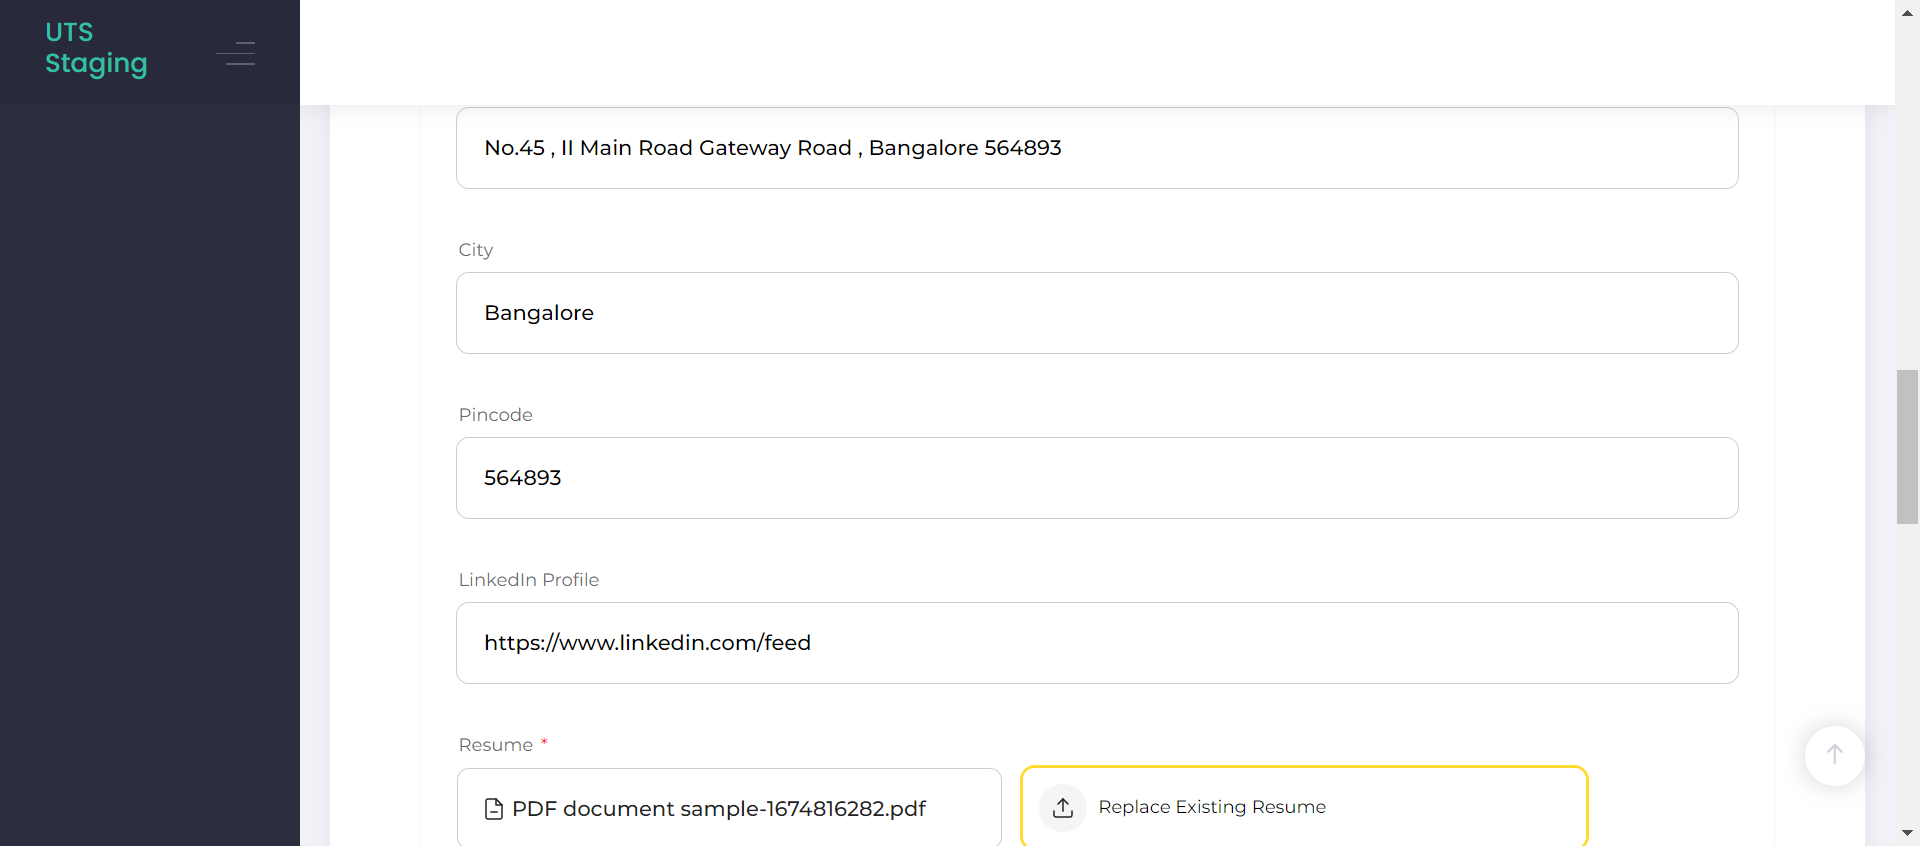 UTS
Staging
No.45 , II Main Road Gateway Road , Bangalore 564893
City
Bangalore
Pincode
564893
LinkedIn Profile
https://www.linkedin.com/feed
Resume *
PDF document sample-1674816282.pdf
Replace Existing Resume